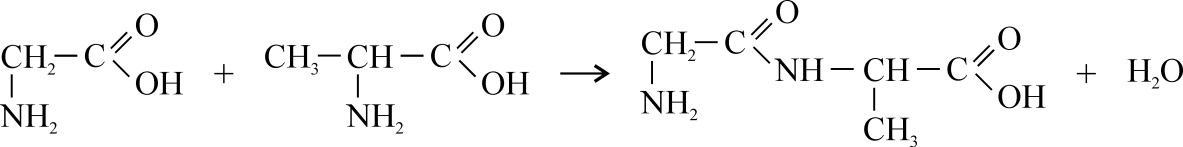 O O O
CH₂ – C CH₃ – CH – C CH₂ – C O
OH + OH → NH – CH – C + H₂O
NH₂ NH₂ NH₂ OH
CH₃